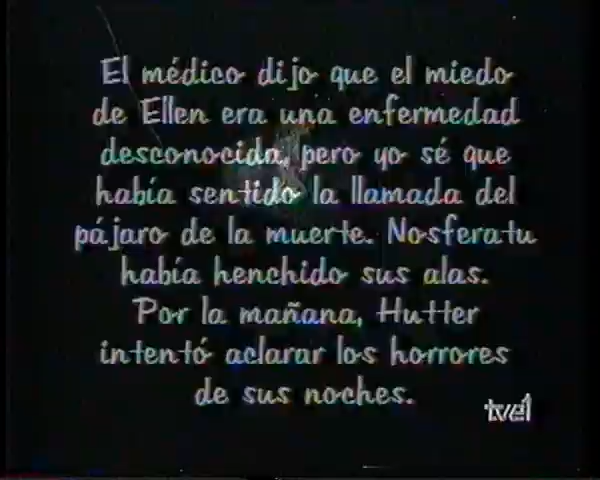 El médico dijo que el miedo
de Ellen era una enfermedad
desconocida, pero yo sé que
había sentido la llamada del
pájaro de la muerte. Nosferatu
había henchido sus alas.
Por la mañana, Hutter
intentó aclarar los horrores
de sus noches.
tve1